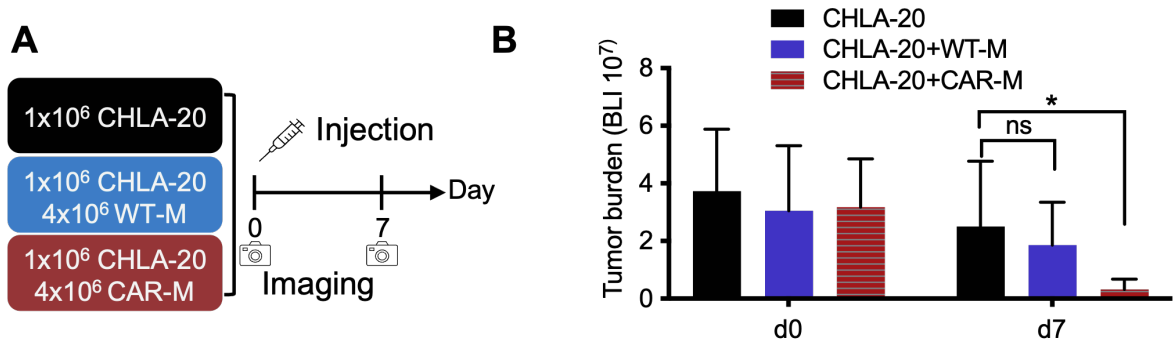 A
1x10⁶ CHLA-20
1x10⁶ CHLA-20
4x10⁶ WT-M
1x10⁶ CHLA-20
4x10⁶ CAR-M
Injection
Day
0
7
Imaging
B
CHLA-20
CHLA-20+WT-M
CHLA-20+CAR-M
Tumor burden (BLI 10⁷)
8
6
4
2
0
*
ns
d0
d7